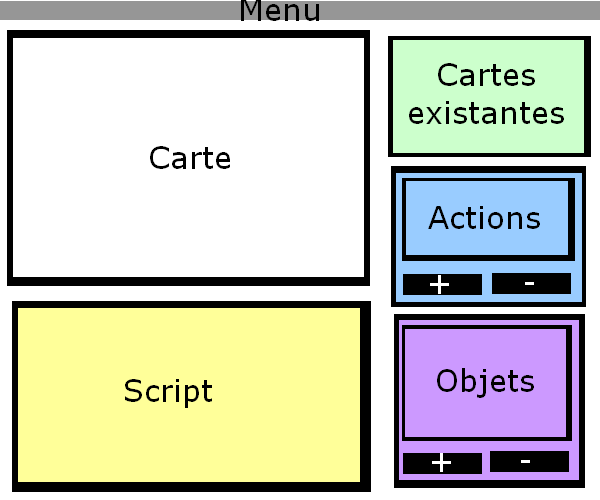 Menu
Carte
Cartes
existantes
Actions
+ -
Script
Objets
+ -